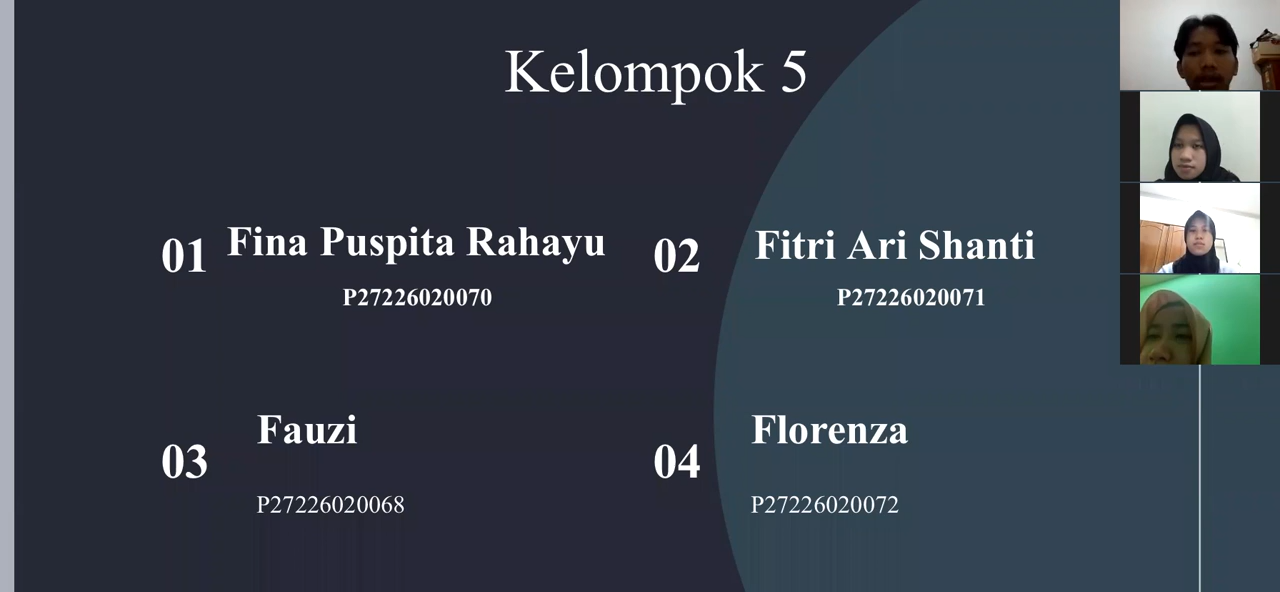 Kelompok 5
01 Fina Puspita Rahayu
P27226020070
02 Fitri Ari Shanti
P27226020071
03 Fauzi
P27226020068
04 Florenza
P27226020072